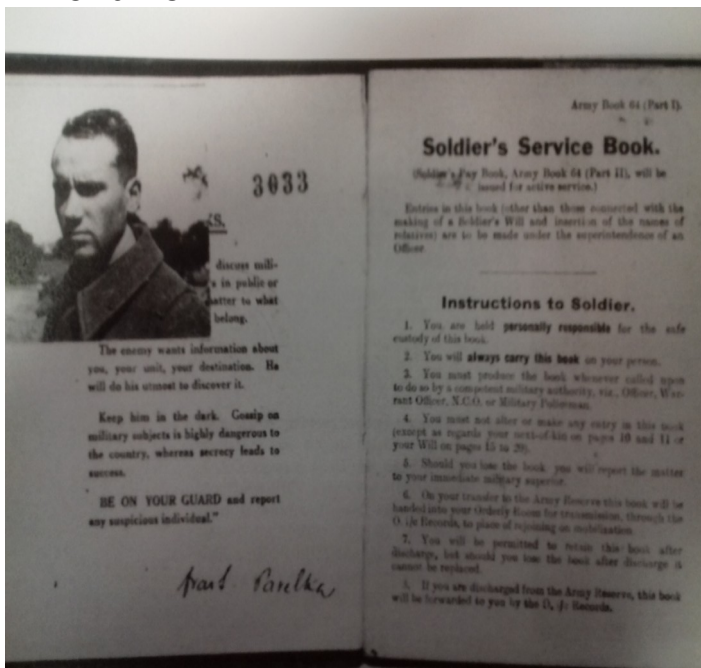 3033
KS.
discuss mili-
s in public or
atter to what
belong.
The enemy wants information about
you, your unit, your destination. He
will do his utmost to discover it.
Keep him in the dark. Gossip on
military subjects is highly dangerous to
the country, whereas secrecy leads to
success.
BE ON YOUR GUARD and report
any suspicious individual."
Army Book 64 (Part I).
Soldier's Service Book.
(Soldier's Pay Book, Army Book 64 (Part II), will be
issued for active service.)
Entries in this book (other than those connected with the
making of a Soldier's Will and insertion of the names of
relatives) are to be made under the superintendence of an
Officer.
Instructions to Soldier.
1. You are held personally responsible for the safe
custody of this book.
2. You will always carry this book on your person.
3. You must produce the book whenever called upon
to do so by a competent military authority, viz., Officer, War-
rant Officer, N.C.O. or Military Policeman.
4. You must not alter or make any entry in this book
(except as regards your next-of-kin on pages 10 and 11 or
your Will on pages 15 to 20).
5. Should you lose the book you will report the matter
to your immediate military superior.
6. On your transfer to the Army Reserve this book will be
handed into your Orderly Room for transmission, through the
O. i/c Records, to place of rejoining on mobilization.
7. You will be permitted to retain this book after
discharge, but should you lose the book after discharge it
cannot be replaced.
8. If you are discharged from the Army Reserve, this book
will be forwarded to you by the O. i/c Records.